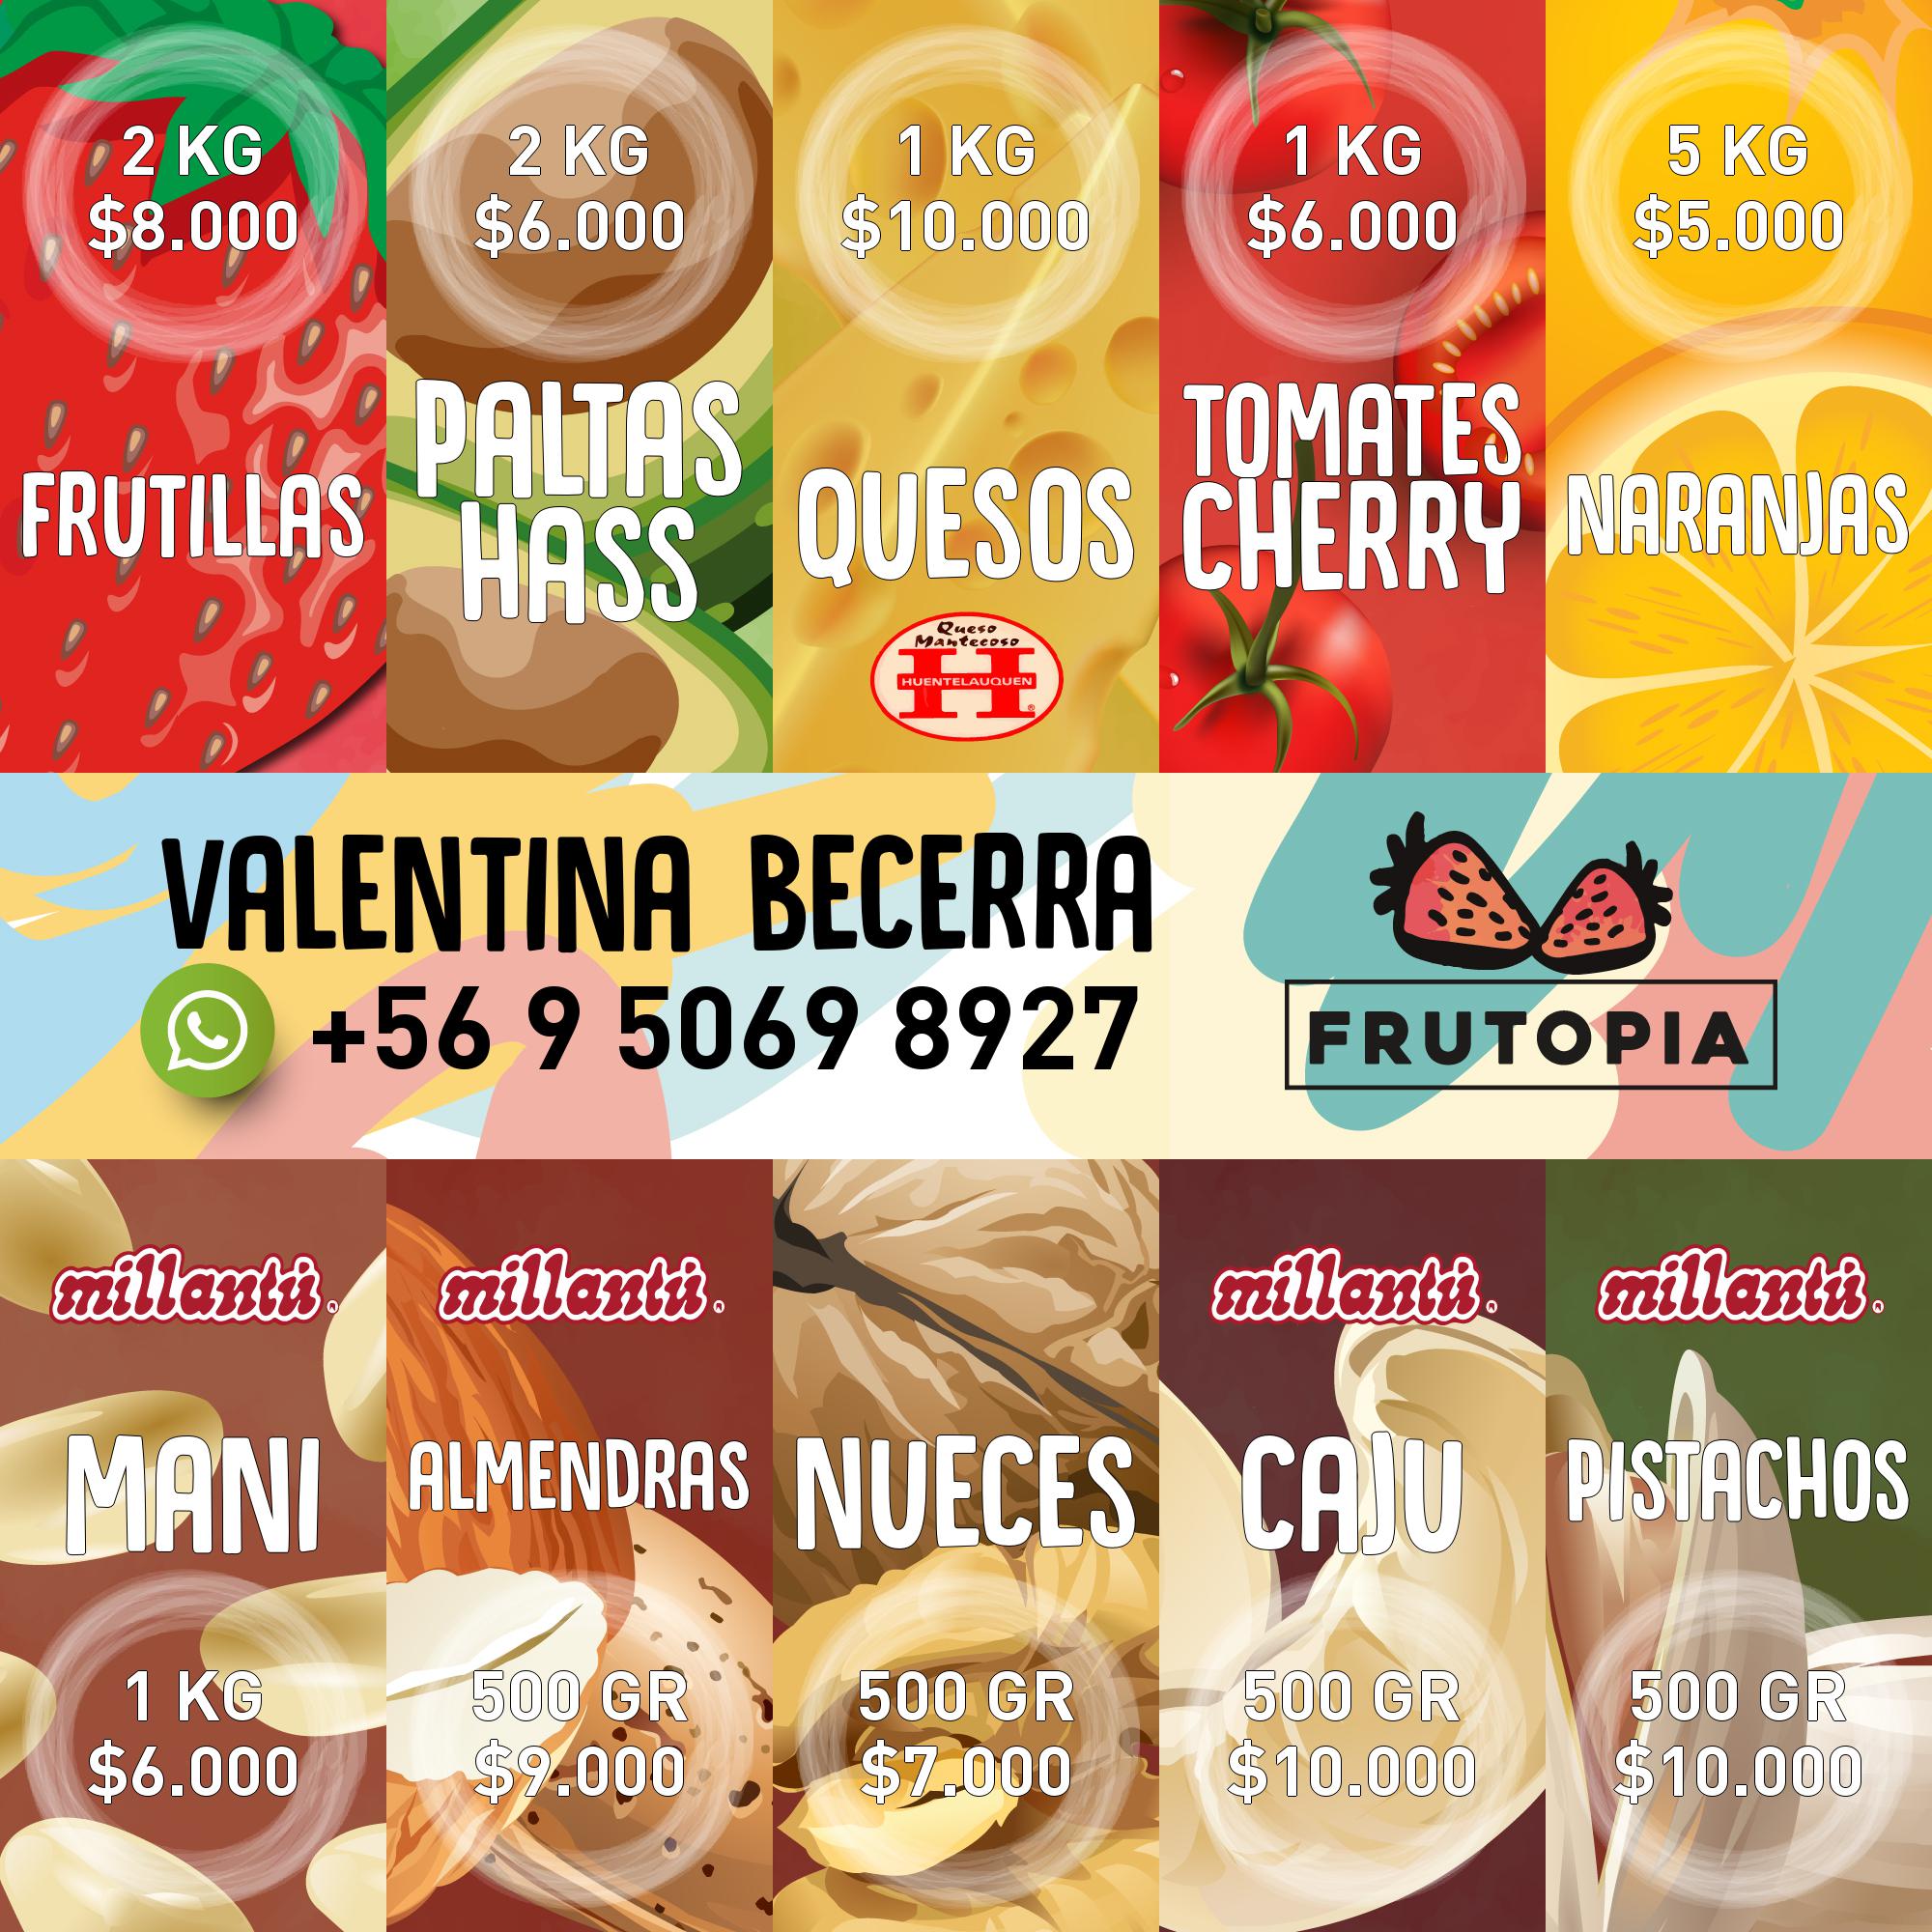 2 KG
$8.000
FRUTILLAS
2 KG
$6.000
PALTAS
HASS
1 KG
$10.000
QUESOS
Queso
Mantecoso
H
HUENTELAUQUEN
®
1 KG
$6.000
TOMATES
CHERRY
5 KG
$5.000
NARANJAS
VALENTINA BECERRA
+56 9 5069 8927
FRUTOPIA
millantú®
MANI
1 KG
$6.000
millantú®
ALMENDRAS
500 GR
$9.000
NUECES
500 GR
$7.000
millantú®
CAJU
500 GR
$10.000
millantú®
PISTACHOS
500 GR
$10.000